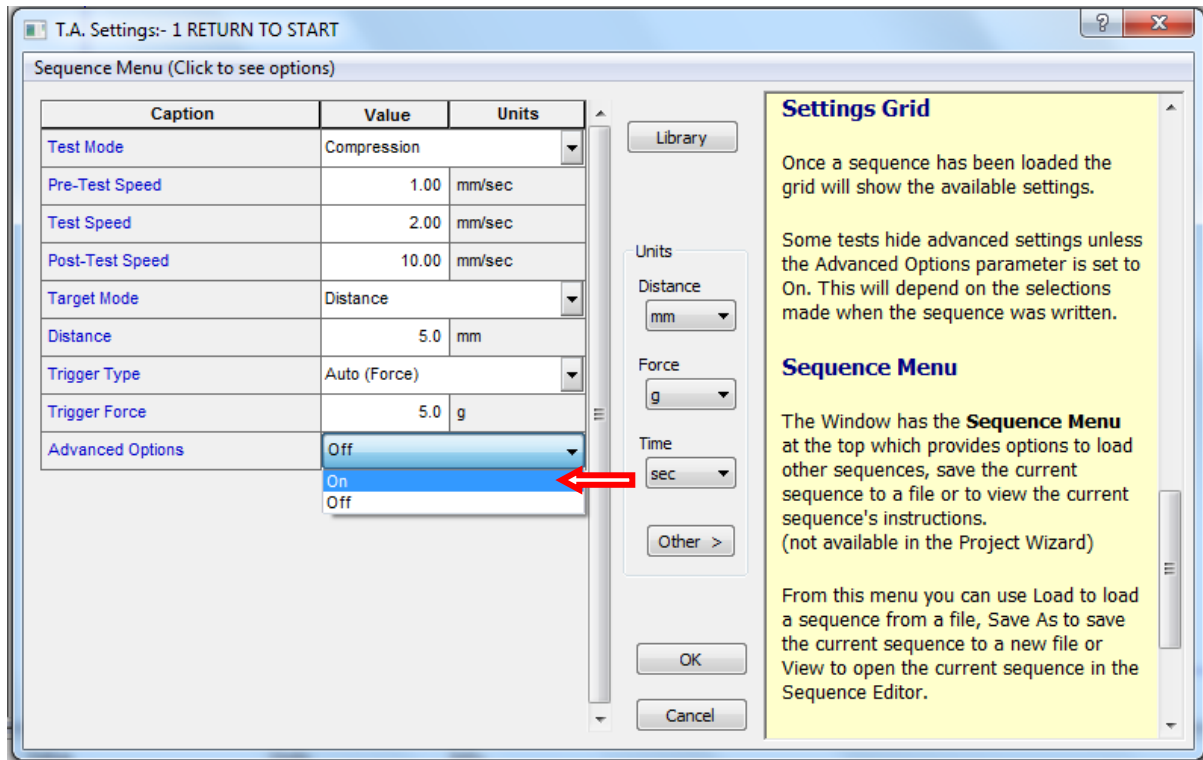 T.A. Settings:- 1 RETURN TO START
Sequence Menu (Click to see options)
Caption Value Units
Test Mode Compression
Pre-Test Speed 1.00 mm/sec
Test Speed 2.00 mm/sec
Post-Test Speed 10.00 mm/sec
Target Mode Distance
Distance 5.0 mm
Trigger Type Auto (Force)
Trigger Force 5.0 g
Advanced Options Off
On
Off
Library
Units
Distance
mm
Force
g
Time
sec
Other >
OK
Cancel
Settings Grid
Once a sequence has been loaded the
grid will show the available settings.
Some tests hide advanced settings unless
the Advanced Options parameter is set to
On. This will depend on the selections
made when the sequence was written.
Sequence Menu
The Window has the Sequence Menu
at the top which provides options to load
other sequences, save the current
sequence to a file or to view the current
sequence's instructions.
(not available in the Project Wizard)
From this menu you can use Load to load
a sequence from a file, Save As to save
the current sequence to a new file or
View to open the current sequence in the
Sequence Editor.